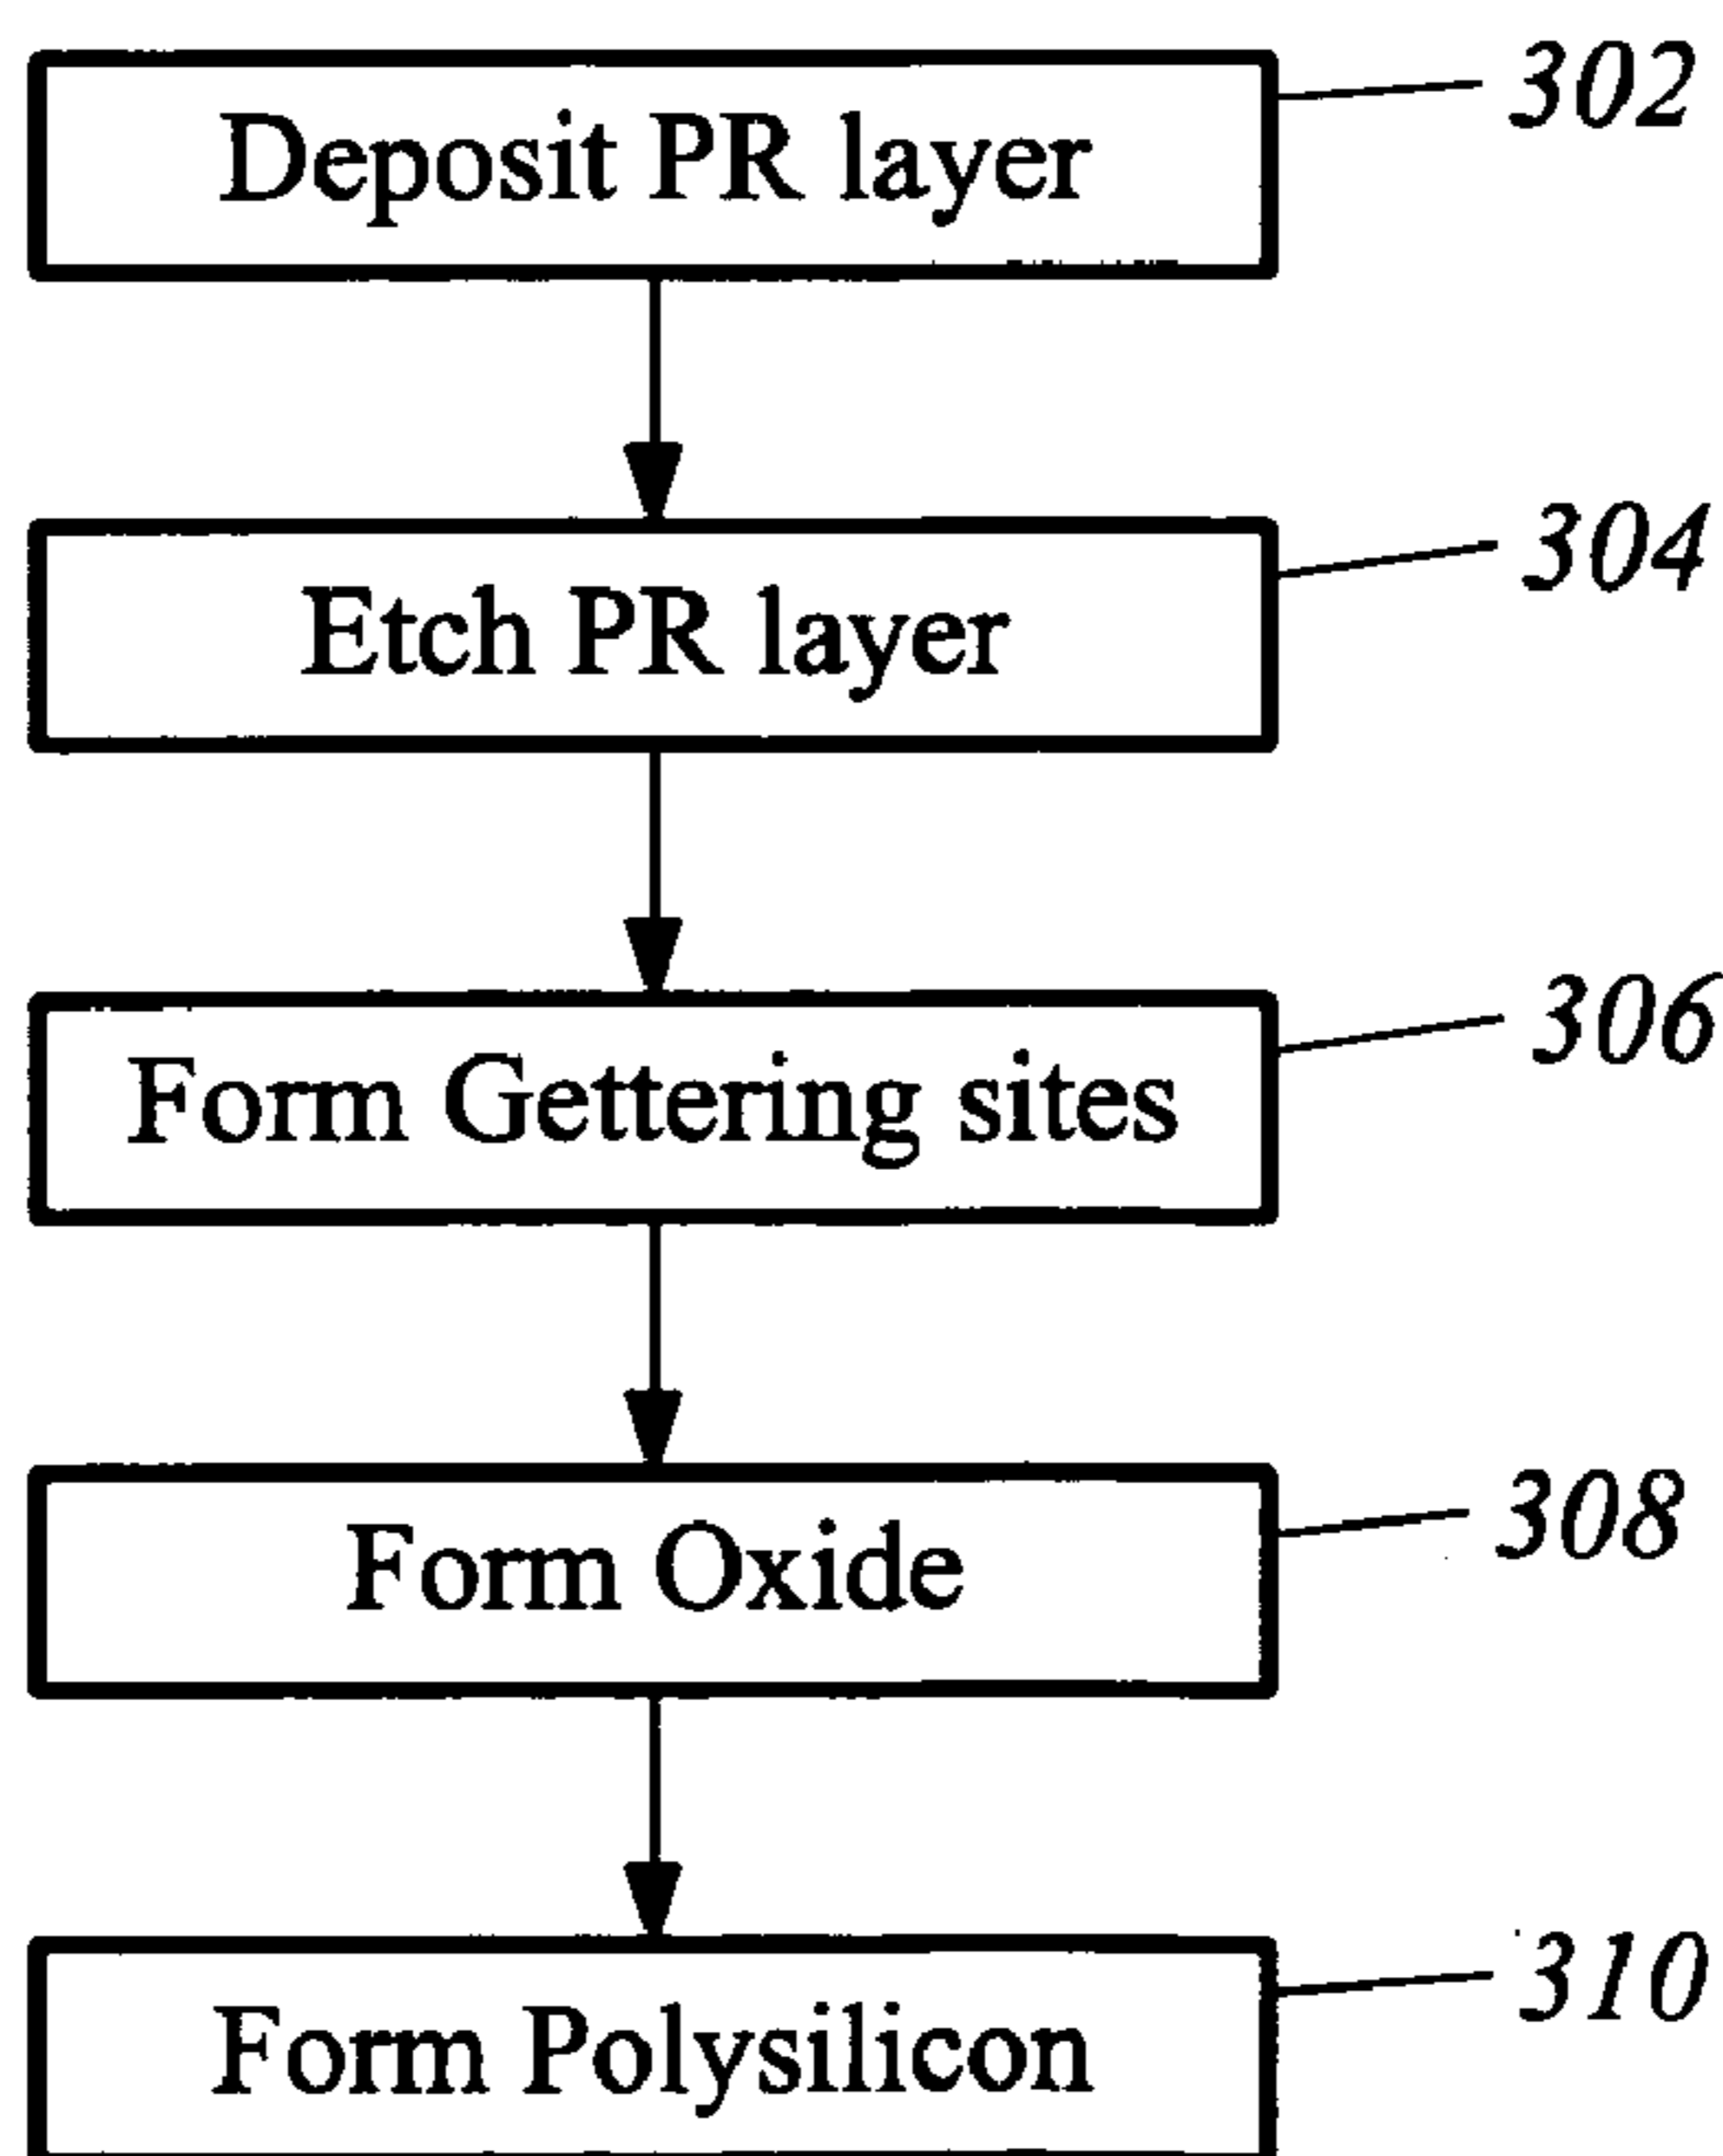 302
Deposit PR layer
304
Etch PR layer
306
Form Gettering sites
308
Form Oxide
310
Form Polysilicon